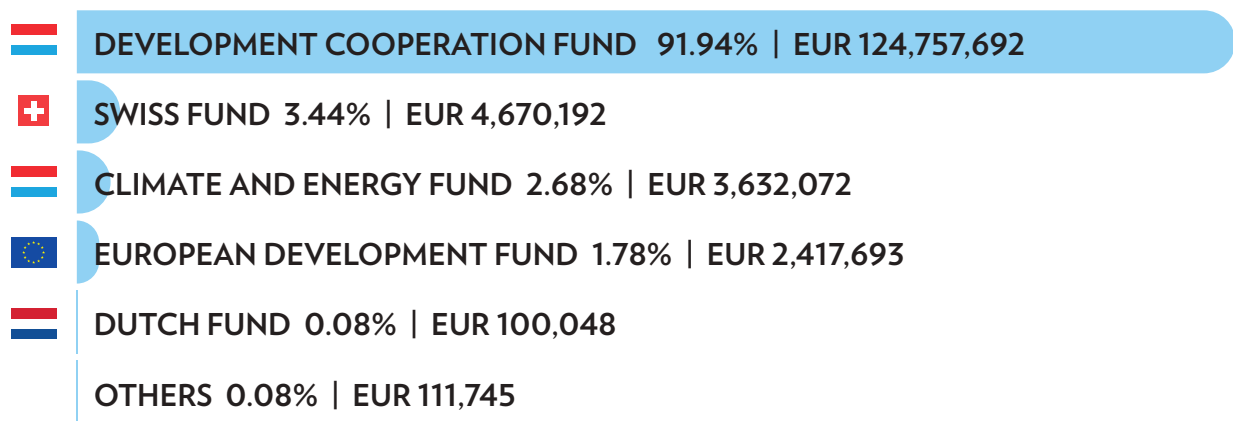 DEVELOPMENT COOPERATION FUND 91.94% | EUR 124,757,692
SWISS FUND 3.44% | EUR 4,670,192
CLIMATE AND ENERGY FUND 2.68% | EUR 3,632,072
EUROPEAN DEVELOPMENT FUND 1.78% | EUR 2,417,693
DUTCH FUND 0.08% | EUR 100,048
OTHERS 0.08% | EUR 111,745